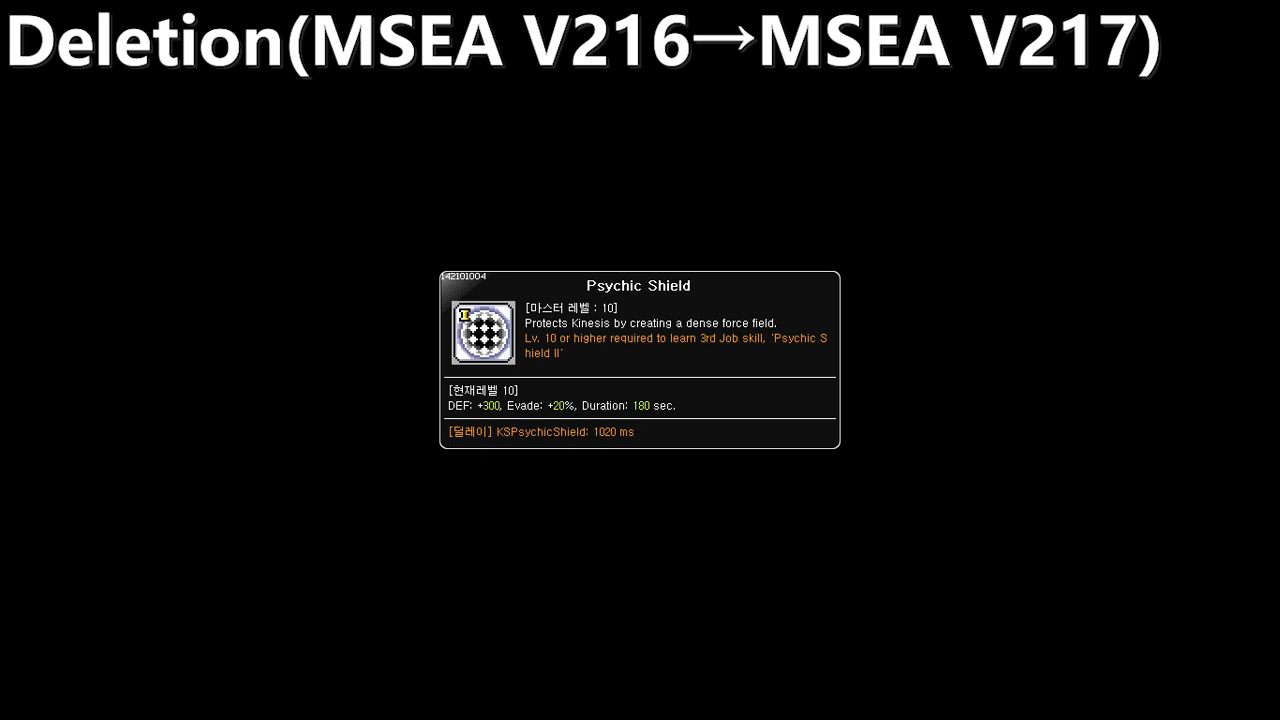 Deletion(MSEA V216→MSEA V217)
142101004
Psychic Shield
[마스터 레벨 : 10]
Protects Kinesis by creating a dense force field.
Lv. 10 or higher required to learn 3rd Job skill, 'Psychic S
hield II'
[현재레벨 10]
DEF: +300, Evade: +20%, Duration: 180 sec.
[딜레이] KSPsychicShield: 1020 ms